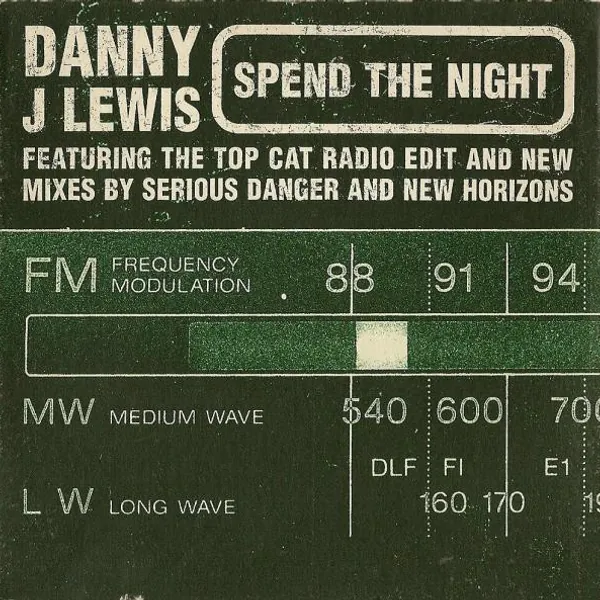 DANNY
J LEWIS
SPEND THE NIGHT
FEATURING THE TOP CAT RADIO EDIT AND NEW
MIXES BY SERIOUS DANGER AND NEW HORIZONS
FM FREQUENCY
MODULATION
88 91 94
MW MEDIUM WAVE 540 600 700
DLF FI E1
LW LONG WAVE 160 170